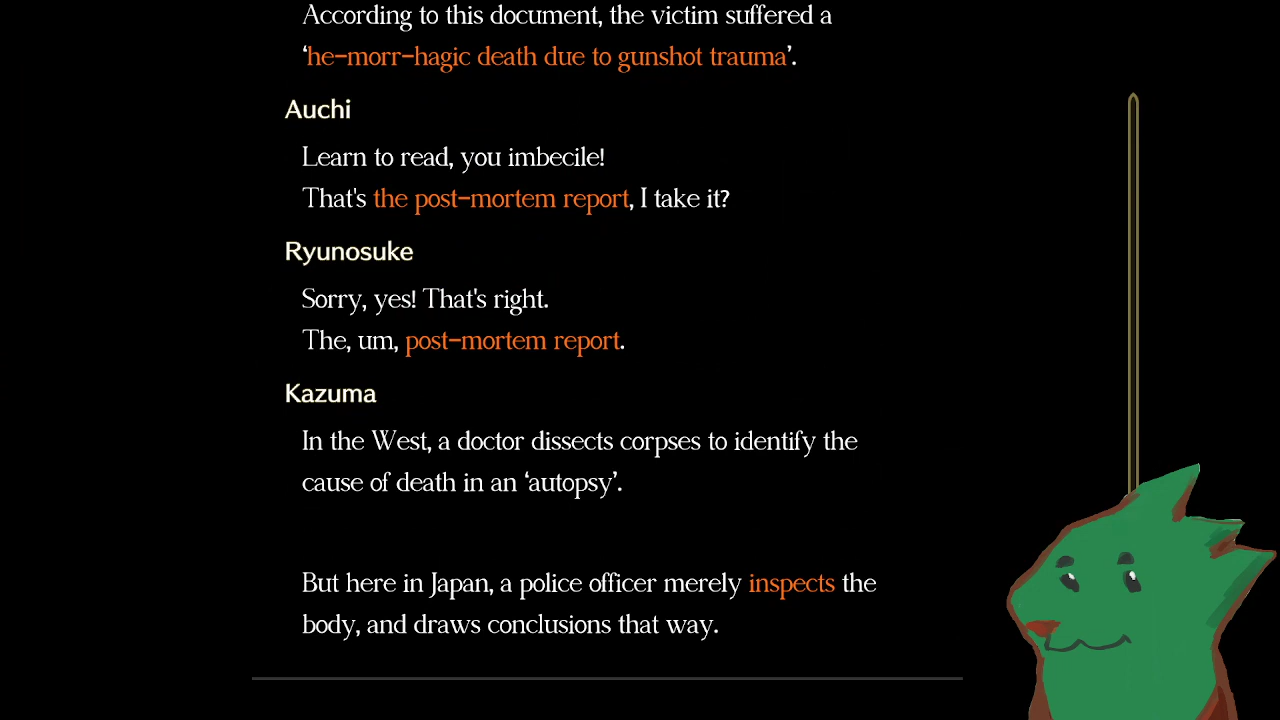 According to this document, the victim suffered a
‘he-morr-hagic death due to gunshot trauma’.
Auchi
Learn to read, you imbecile!
That's the post-mortem report, I take it?
Ryunosuke
Sorry, yes! That's right.
The, um, post-mortem report.
Kazuma
In the West, a doctor dissects corpses to identify the
cause of death in an ‘autopsy’.
But here in Japan, a police officer merely inspects the
body, and draws conclusions that way.